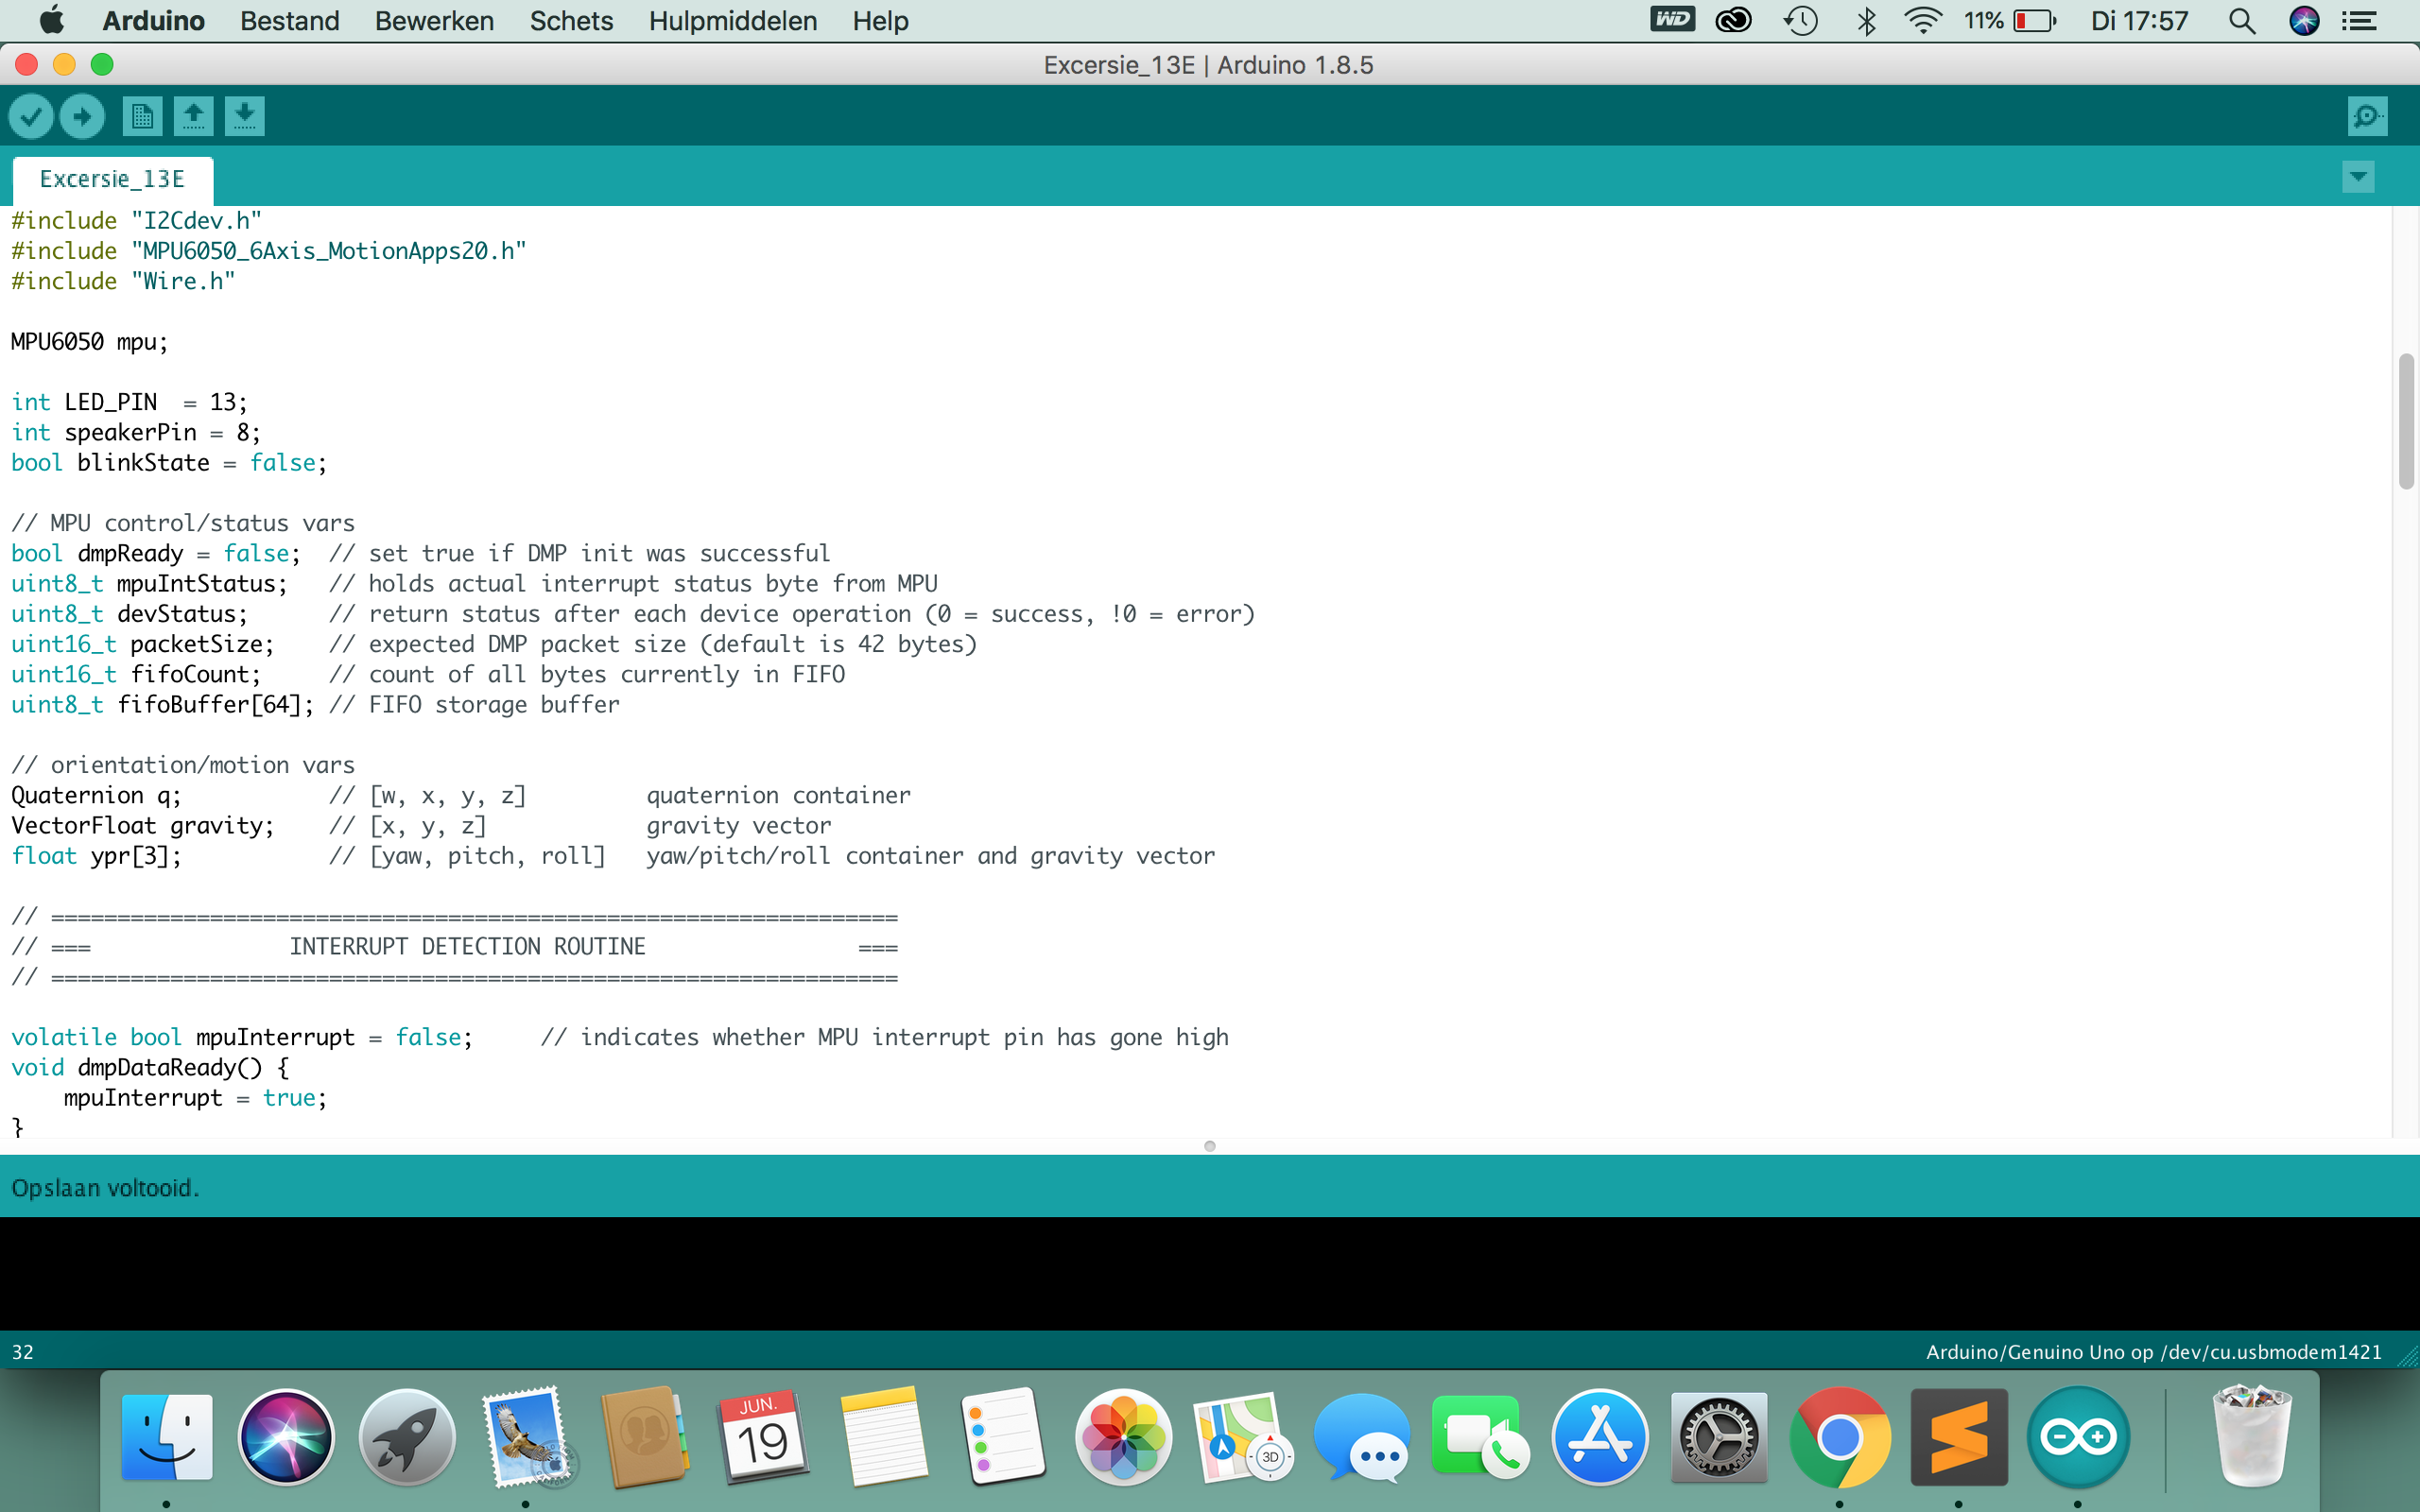 Arduino Bestand Bewerken Schets Hulpmiddelen Help WD 11% Di 17:57
Excersie_13E | Arduino 1.8.5
Excersie_13E
#include "I2Cdev.h"
#include "MPU6050_6Axis_MotionApps20.h"
#include "Wire.h"
MPU6050 mpu;
int LED_PIN  = 13;
int speakerPin = 8;
bool blinkState = false;
// MPU control/status vars
bool dmpReady = false;  // set true if DMP init was successful
uint8_t mpuIntStatus;   // holds actual interrupt status byte from MPU
uint8_t devStatus;      // return status after each device operation (0 = success, !0 = error)
uint16_t packetSize;    // expected DMP packet size (default is 42 bytes)
uint16_t fifoCount;     // count of all bytes currently in FIFO
uint8_t fifoBuffer[64]; // FIFO storage buffer
// orientation/motion vars
Quaternion q;           // [w, x, y, z]         quaternion container
VectorFloat gravity;    // [x, y, z]            gravity vector
float ypr[3];           // [yaw, pitch, roll]   yaw/pitch/roll container and gravity vector
// ================================================================
// ===               INTERRUPT DETECTION ROUTINE                ===
// ================================================================
volatile bool mpuInterrupt = false;     // indicates whether MPU interrupt pin has gone high
void dmpDataReady() {
    mpuInterrupt = true;
}
Opslaan voltooid.
32 Arduino/Genuino Uno op /dev/cu.usbmodem1421
JUN.
19
3D